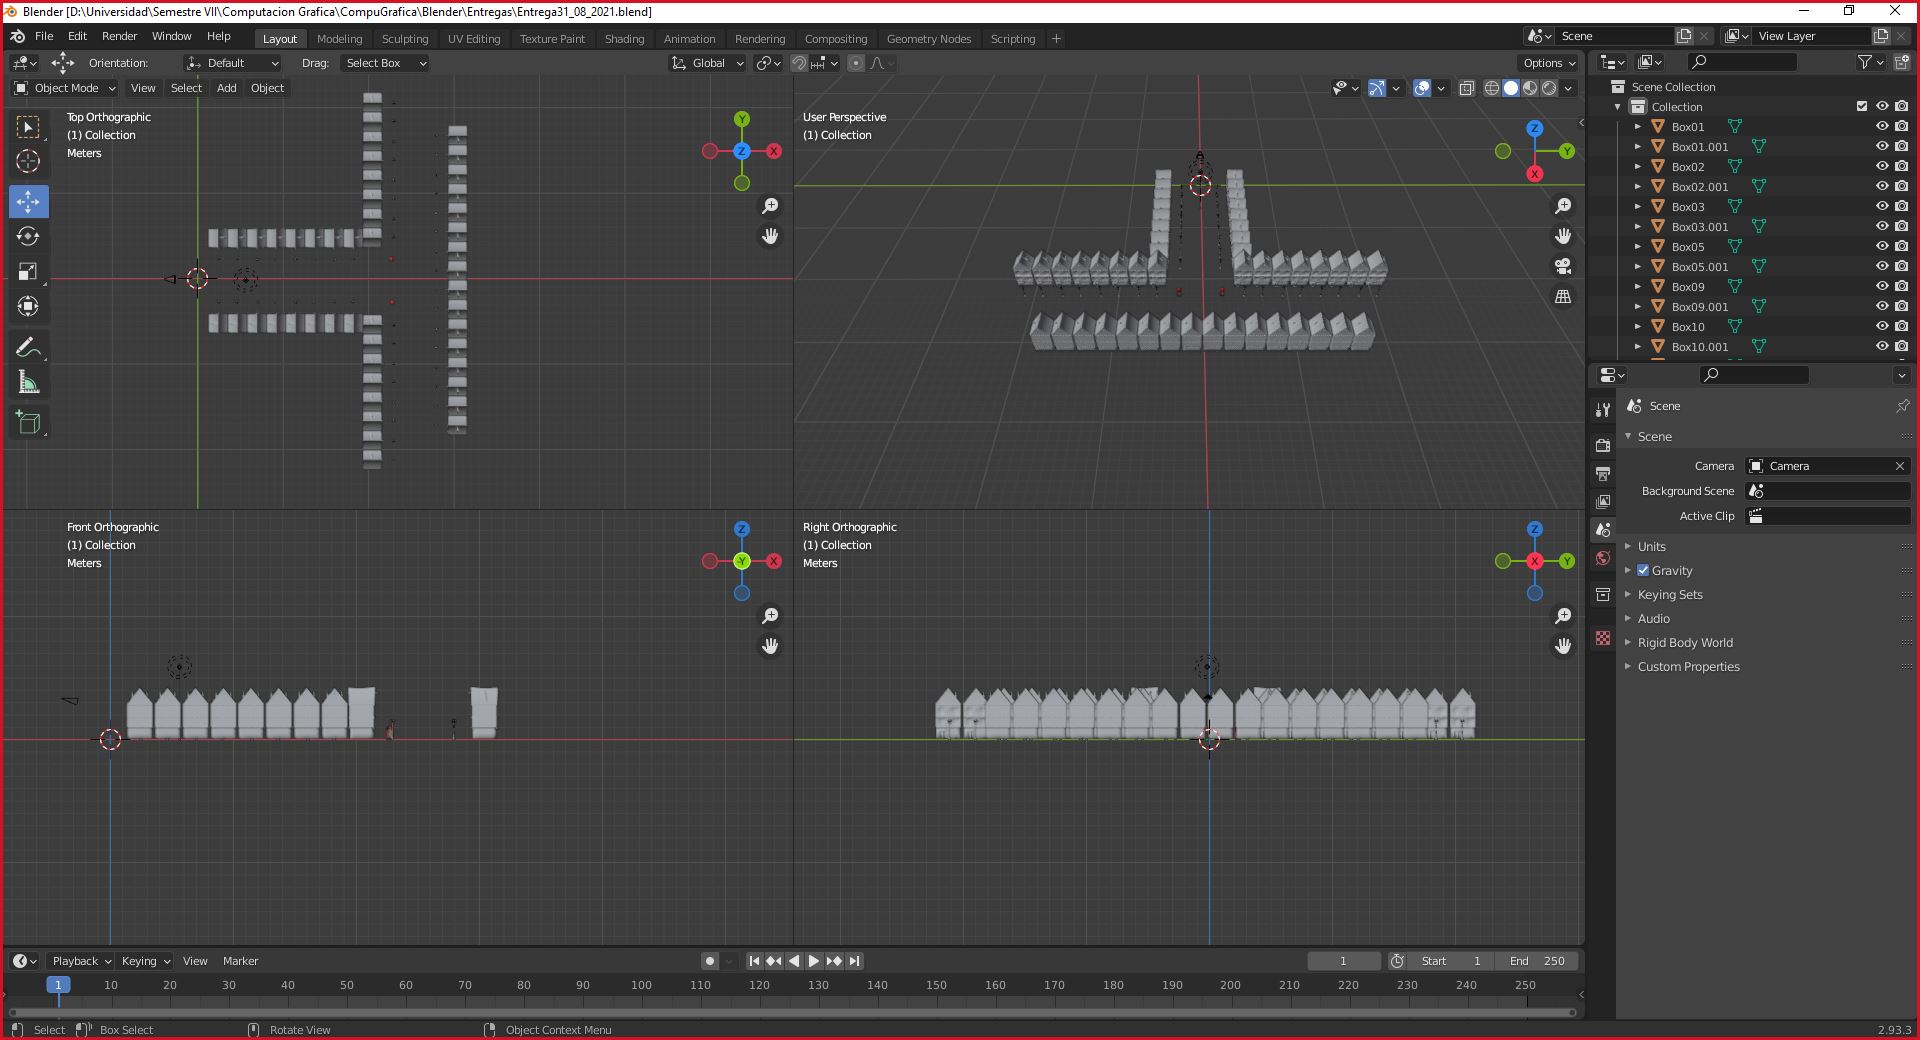 Blender [D:\Universidad\Semestre VII\Computacion Grafica\CompuGrafica\Blender\Entregas\Entrega31_08_2021.blend]
File Edit Render Window Help Layout Modeling Sculpting UV Editing Texture Paint Shading Animation Rendering Compositing Geometry Nodes Scripting + Scene View Layer
Orientation: Default Drag: Select Box Global Options
Object Mode View Select Add Object
Top Orthographic
(1) Collection
Meters
Y
Z
X
User Perspective
(1) Collection
Z
Y
X
Front Orthographic
(1) Collection
Meters
Z
Y
X
Right Orthographic
(1) Collection
Meters
Z
X
Y
Scene Collection
Collection
Box01
Box01.001
Box02
Box02.001
Box03
Box03.001
Box05
Box05.001
Box09
Box09.001
Box10
Box10.001
Scene
Scene
Camera Camera
Background Scene
Active Clip
Units
Gravity
Keying Sets
Audio
Rigid Body World
Custom Properties
Playback Keying View Marker 1 Start 1 End 250
1 10 20 30 40 50 60 70 80 90 100 110 120 130 140 150 160 170 180 190 200 210 220 230 240 250
Select Box Select Rotate View Object Context Menu 2.93.3